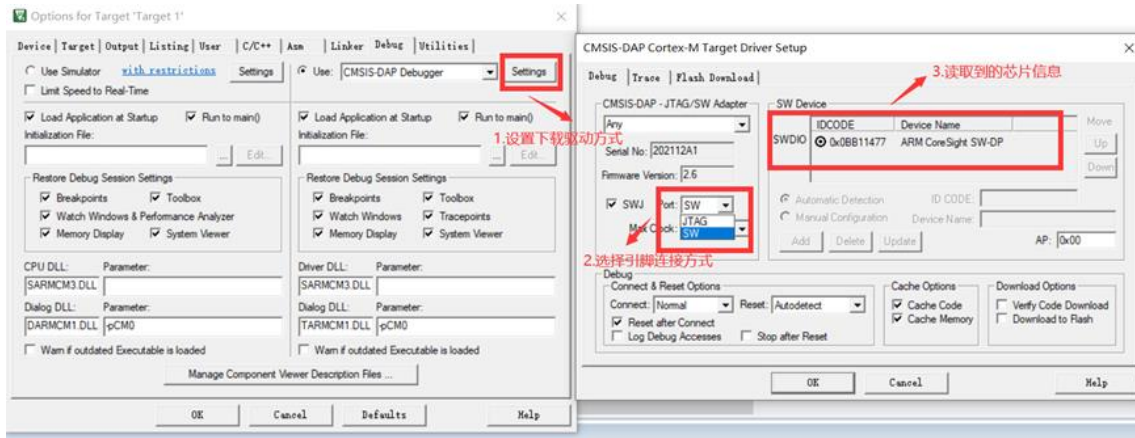 Options for Target 'Target 1'
Device Target Output Listing User C/C++ Asm Linker Debug Utilities
Use Simulator with restrictions Settings
Use: CMSIS-DAP Debugger Settings
Limit Speed to Real-Time
1.设置下载驱动方式
Load Application at Startup Run to main()
Initialization File:
... Edit...
Load Application at Startup Run to main()
Initialization File:
... Edit...
Restore Debug Session Settings
Breakpoints Toolbox
Watch Windows & Performance Analyzer
Memory Display System Viewer
Restore Debug Session Settings
Breakpoints Toolbox
Watch Windows Tracepoints
Memory Display System Viewer
CPU DLL: Parameter:
SARMCM3.DLL
Dialog DLL: Parameter:
DARMCM1.DLL -pCM0
Warn if outdated Executable is loaded
Driver DLL: Parameter:
SARMCM3.DLL
Dialog DLL: Parameter:
TARMCM1.DLL -pCM0
Warn if outdated Executable is loaded
Manage Component Viewer Description Files ...
OK Cancel Defaults Help
CMSIS-DAP Cortex-M Target Driver Setup
Debug Trace Flash Download
3.读取到的芯片信息
CMSIS-DAP - JTAG/SW Adapter
Any
Serial No: 202112A1
Firmware Version: 2.6
SWJ Port: SW
JTAG
SW
Max Clock:
2.选择引脚连接方式
SW Device
IDCODE Device Name
SWDIO 0x0BB11477 ARM CoreSight SW-DP
Move
Up
Down
Automatic Detection ID CODE:
Manual Configuration Device Name:
Add Delete Update AP: 0x00
Debug
Connect & Reset Options
Connect: Normal Reset: Autodetect
Reset after Connect
Log Debug Accesses Stop after Reset
Cache Options
Cache Code
Cache Memory
Download Options
Verify Code Download
Download to Flash
OK Cancel Help